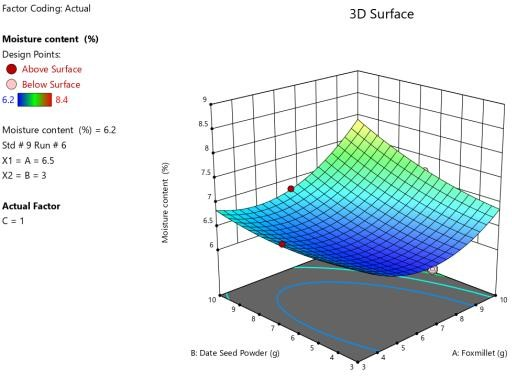 Factor Coding: Actual
3D Surface
Moisture content (%)
Design Points:
Above Surface
Below Surface
6.2 8.4
Moisture content (%) = 6.2
Std # 9 Run # 6
X1 = A = 6.5
X2 = B = 3
Actual Factor
C = 1
Moisture content (%)
9
8.5
8
7.5
7
6.5
6
10
9
8
7
6
5
4
3
B: Date Seed Powder (g)
3
4
5
6
7
8
9
10
A: Foxmillet (g)